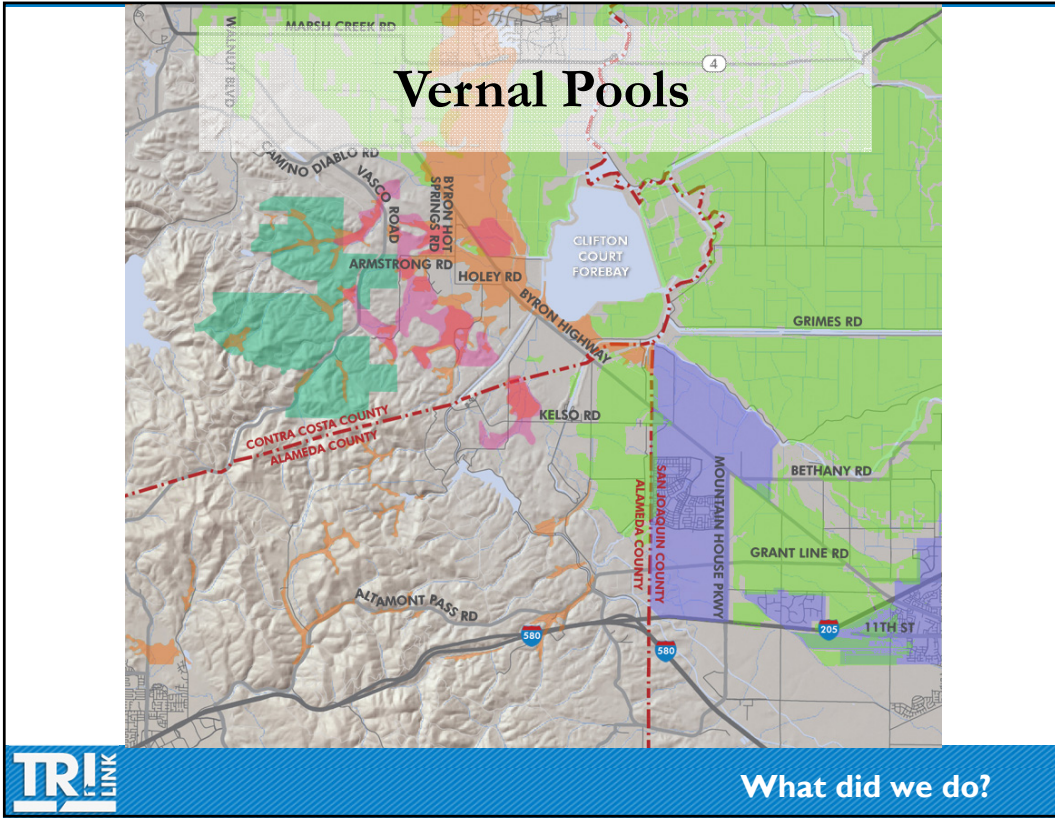 MARSH CREEK RD
WALNUT BLVD
4
Vernal Pools
CAMINO DIABLO RD
VASCO ROAD
BYRON HOT
SPRINGS RD
CLIFTON
COURT
FOREBAY
ARMSTRONG RD
HOLEY RD
BYRON HIGHWAY
GRIMES RD
KELSO RD
CONTRA COSTA COUNTY
ALAMEDA COUNTY
BETHANY RD
MOUNTAIN HOUSE PKWY
SAN JOAQUIN COUNTY
ALAMEDA COUNTY
GRANT LINE RD
ALTAMONT PASS RD
580
580
205
11TH ST
TRI LINK
What did we do?